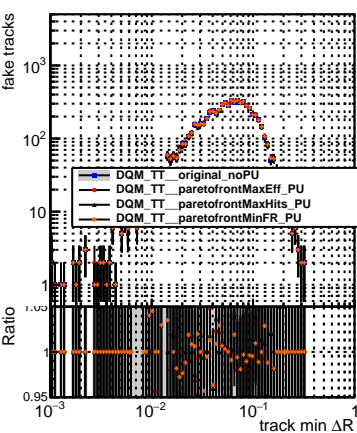 fake tracks
10³
10²
10
1
DQM_TT__original_noPU
DQM_TT__paretofrontMaxEff_PU
DQM_TT__paretofrontMaxHits_PU
DQM_TT__paretofrontMinFR_PU
Ratio
1.05
1
0.95
10⁻³
10⁻²
10⁻¹
1
track min ΔR